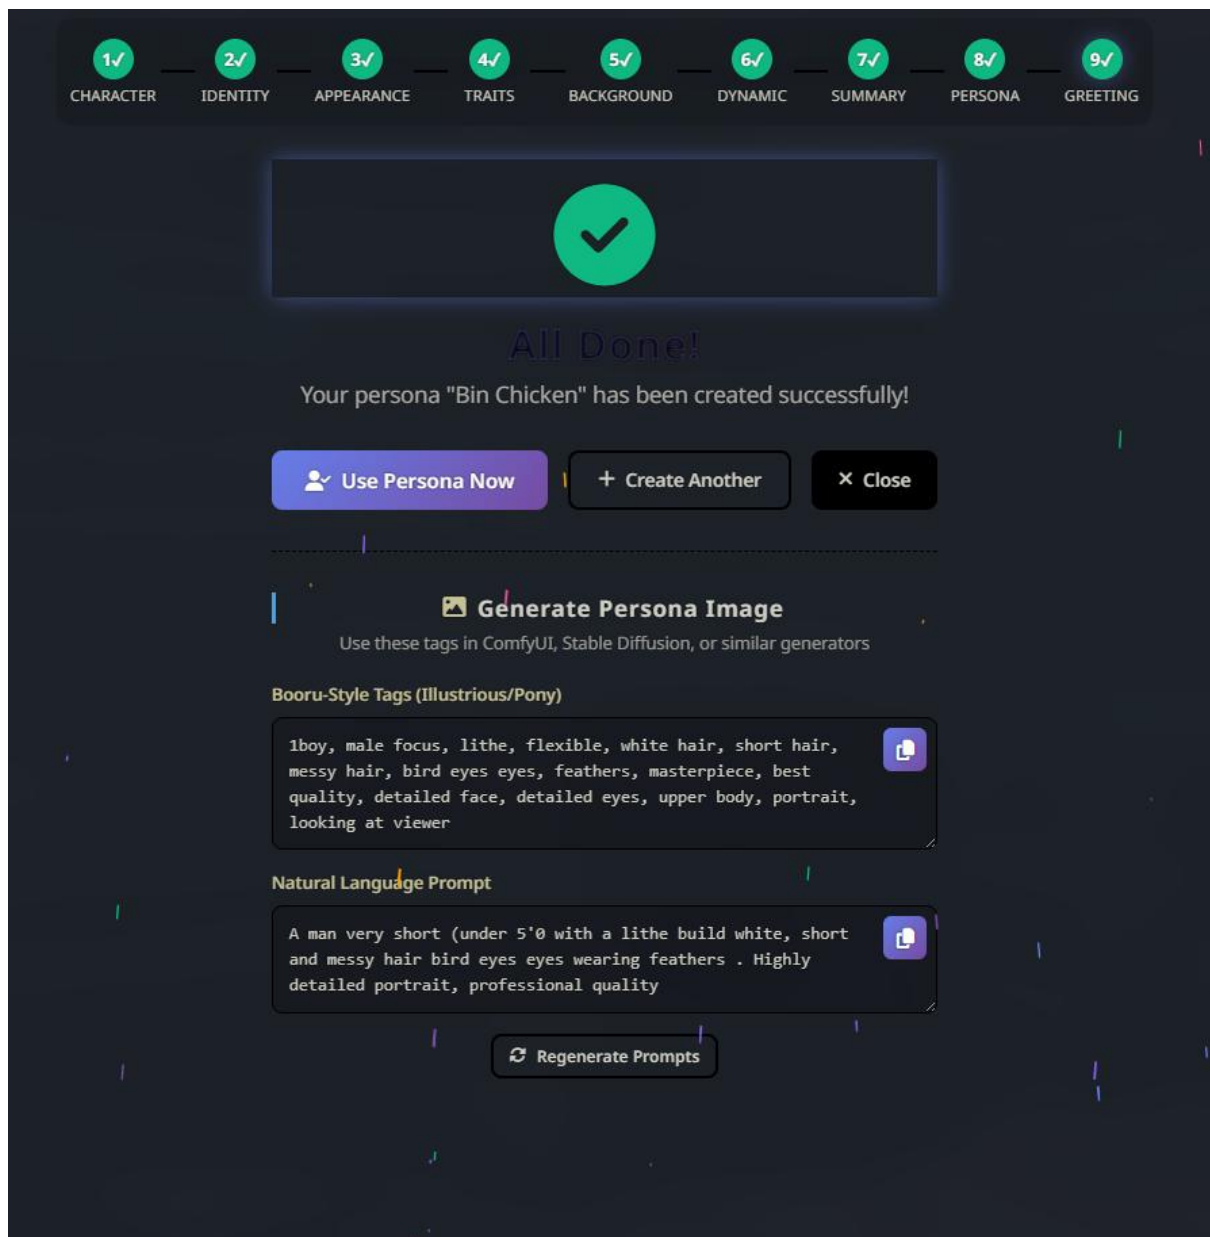 1✓ 2✓ 3✓ 4✓ 5✓ 6✓ 7✓ 8✓ 9✓
CHARACTER IDENTITY APPEARANCE TRAITS BACKGROUND DYNAMIC SUMMARY PERSONA GREETING
All Done!
Your persona "Bin Chicken" has been created successfully!
Use Persona Now + Create Another × Close
Generate Persona Image
Use these tags in ComfyUI, Stable Diffusion, or similar generators
Booru-Style Tags (Illustrious/Pony)
1boy, male focus, lithe, flexible, white hair, short hair,
messy hair, bird eyes eyes, feathers, masterpiece, best
quality, detailed face, detailed eyes, upper body, portrait,
looking at viewer
Natural Language Prompt
A man very short (under 5'0 with a lithe build white, short
and messy hair bird eyes eyes wearing feathers . Highly
detailed portrait, professional quality
Regenerate Prompts